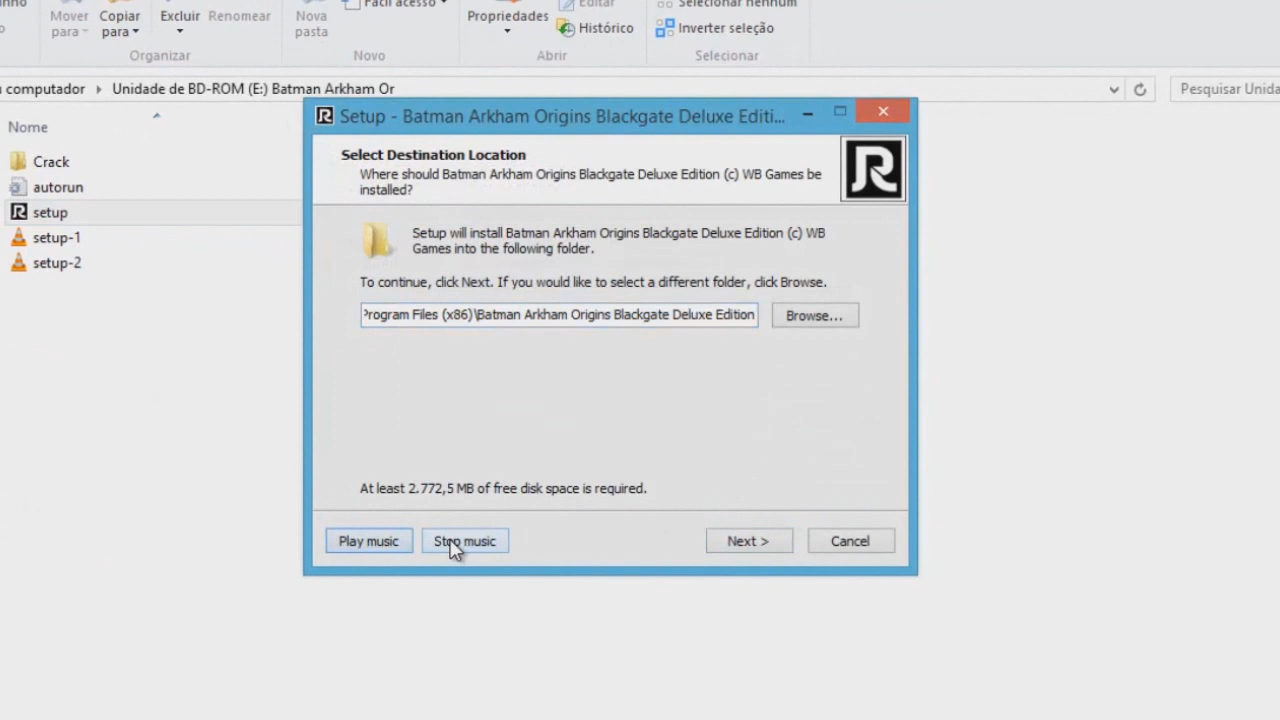 Mover
para
Copiar
para
Excluir
Renomear
Organizar
Nova
pasta
Novo
Fácil acesso
Propriedades
Editar
Histórico
Abrir
Selecionar nenhum
Inverter seleção
Selecionar
computador
Unidade de BD-ROM (E:) Batman Arkham Or
Pesquisar Unida
Nome
Crack
autorun
setup
setup-1
setup-2
Setup - Batman Arkham Origins Blackgate Deluxe Editi...
Select Destination Location
Where should Batman Arkham Origins Blackgate Deluxe Edition (c) WB Games be
installed?
R
Setup will install Batman Arkham Origins Blackgate Deluxe Edition (c) WB
Games into the following folder.
To continue, click Next. If you would like to select a different folder, click Browse.
Program Files (x86)\Batman Arkham Origins Blackgate Deluxe Edition
Browse...
At least 2.772,5 MB of free disk space is required.
Play music
Stop music
Next >
Cancel